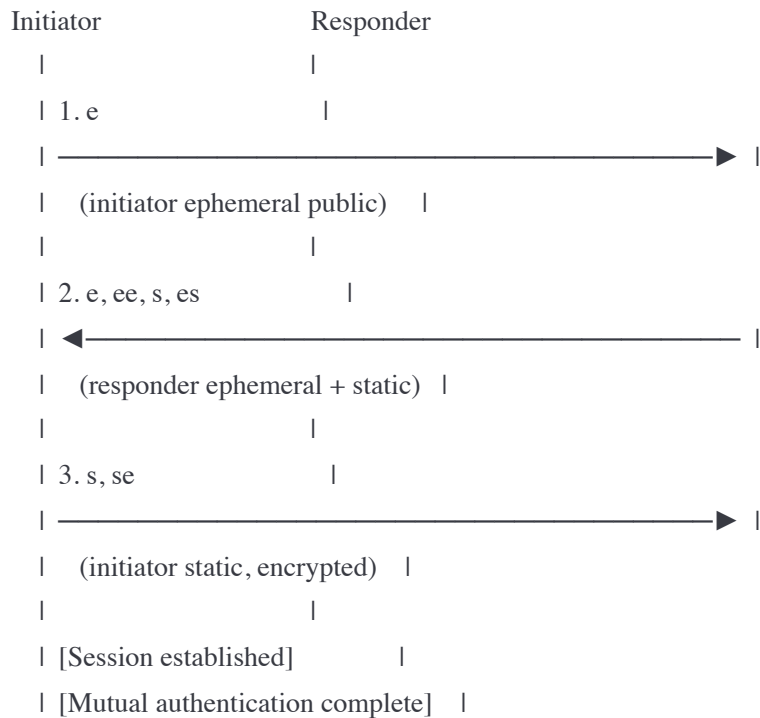 Initiator Responder
| |
| 1. e |
| ────────────────────────▶ |
| (initiator ephemeral public) |
| |
| 2. e, ee, s, es |
| ◀──────────────────────── |
| (responder ephemeral + static) |
| |
| 3. s, se |
| ────────────────────────▶ |
| (initiator static, encrypted) |
| |
| [Session established] |
| [Mutual authentication complete] |